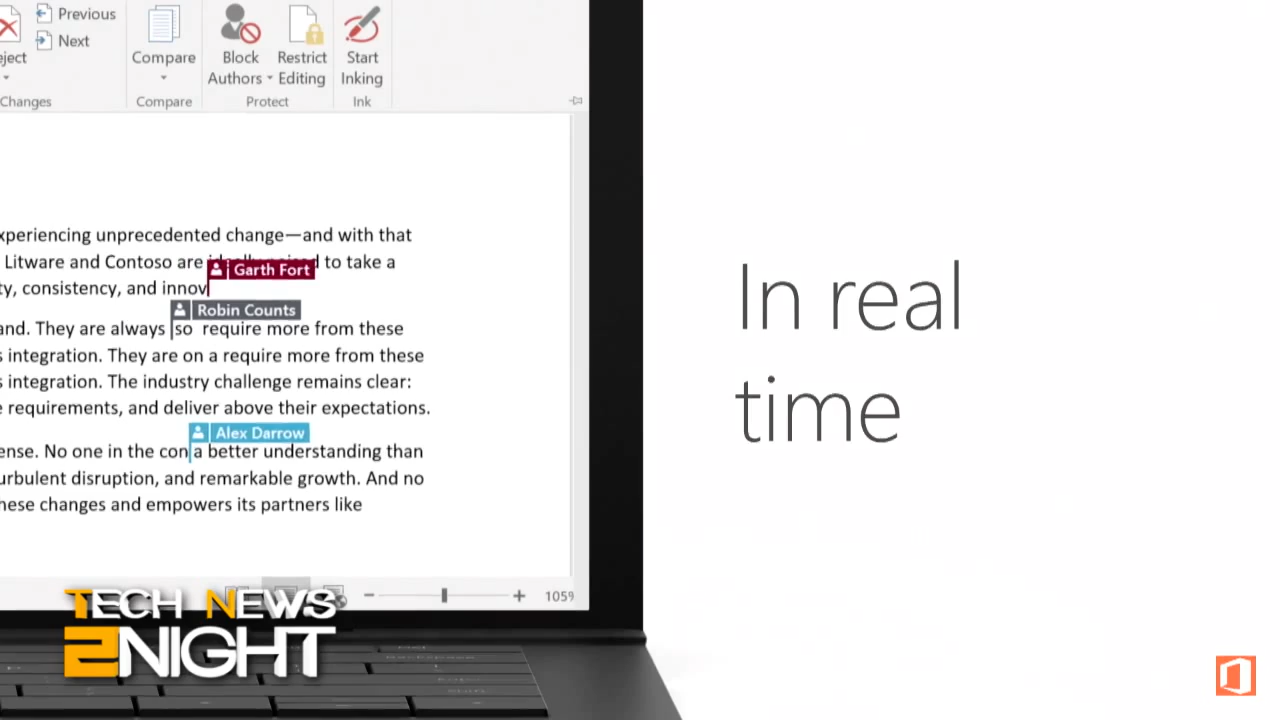 Previous
Next
Compare
Block
Authors
Restrict
Editing
Start
Inking
Changes
Compare
Protect
Ink
experiencing unprecedented change—and with that
Litware and Contoso are to take a
Garth Fort
ty, consistency, and innov
Robin Counts
and. They are always so require more from these
s integration. They are on a require more from these
s integration. The industry challenge remains clear:
e requirements, and deliver above their expectations.
Alex Darrow
ense. No one in the con a better understanding than
urbulent disruption, and remarkable growth. And no
hese changes and empowers its partners like
In real
time
TECH NEWS
2NIGHT